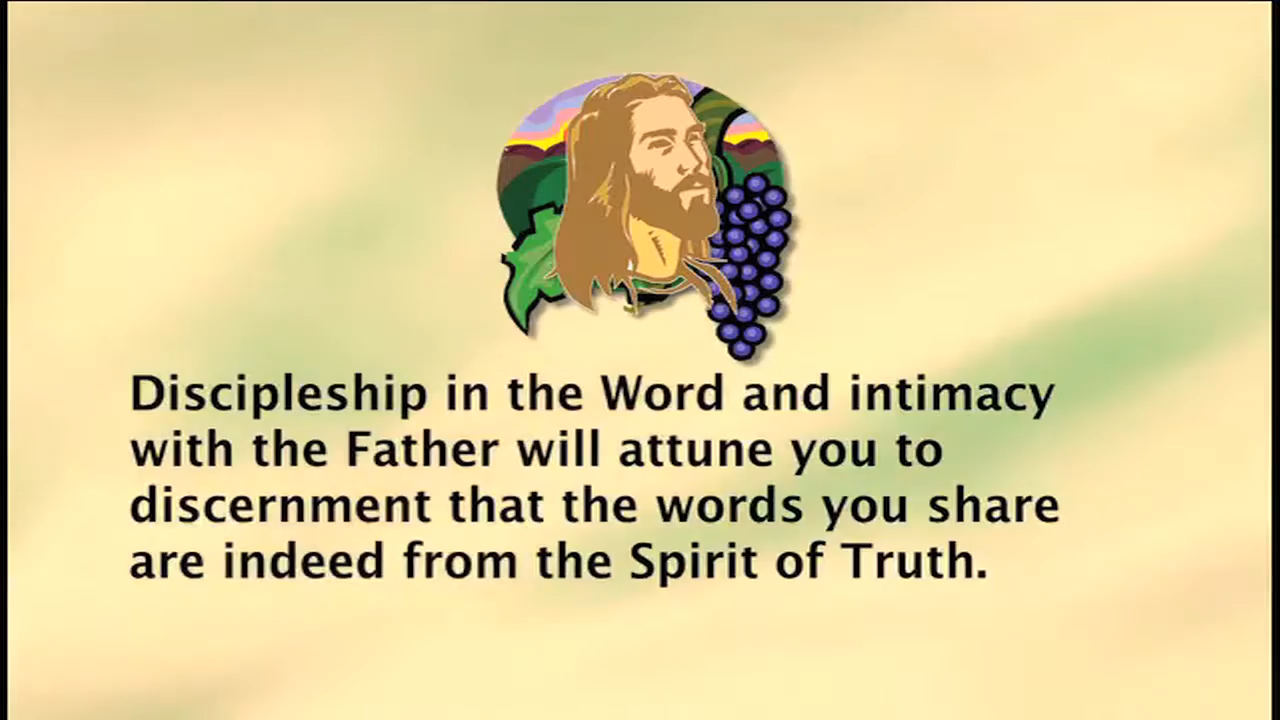 Discipleship in the Word and intimacy
with the Father will attune you to
discernment that the words you share
are indeed from the Spirit of Truth.